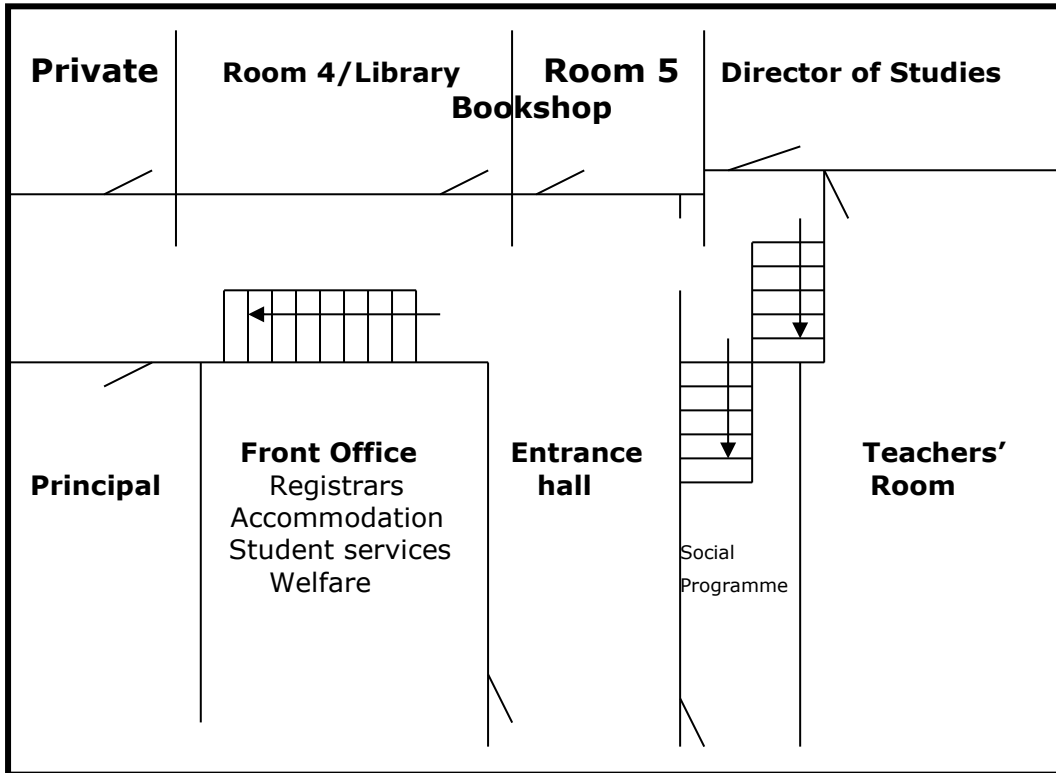 Private
Room 4/Library
Room 5
Director of Studies
Bookshop
Principal
Front Office
Registrars
Accommodation
Student services
Welfare
Entrance
hall
Social
Programme
Teachers’
Room